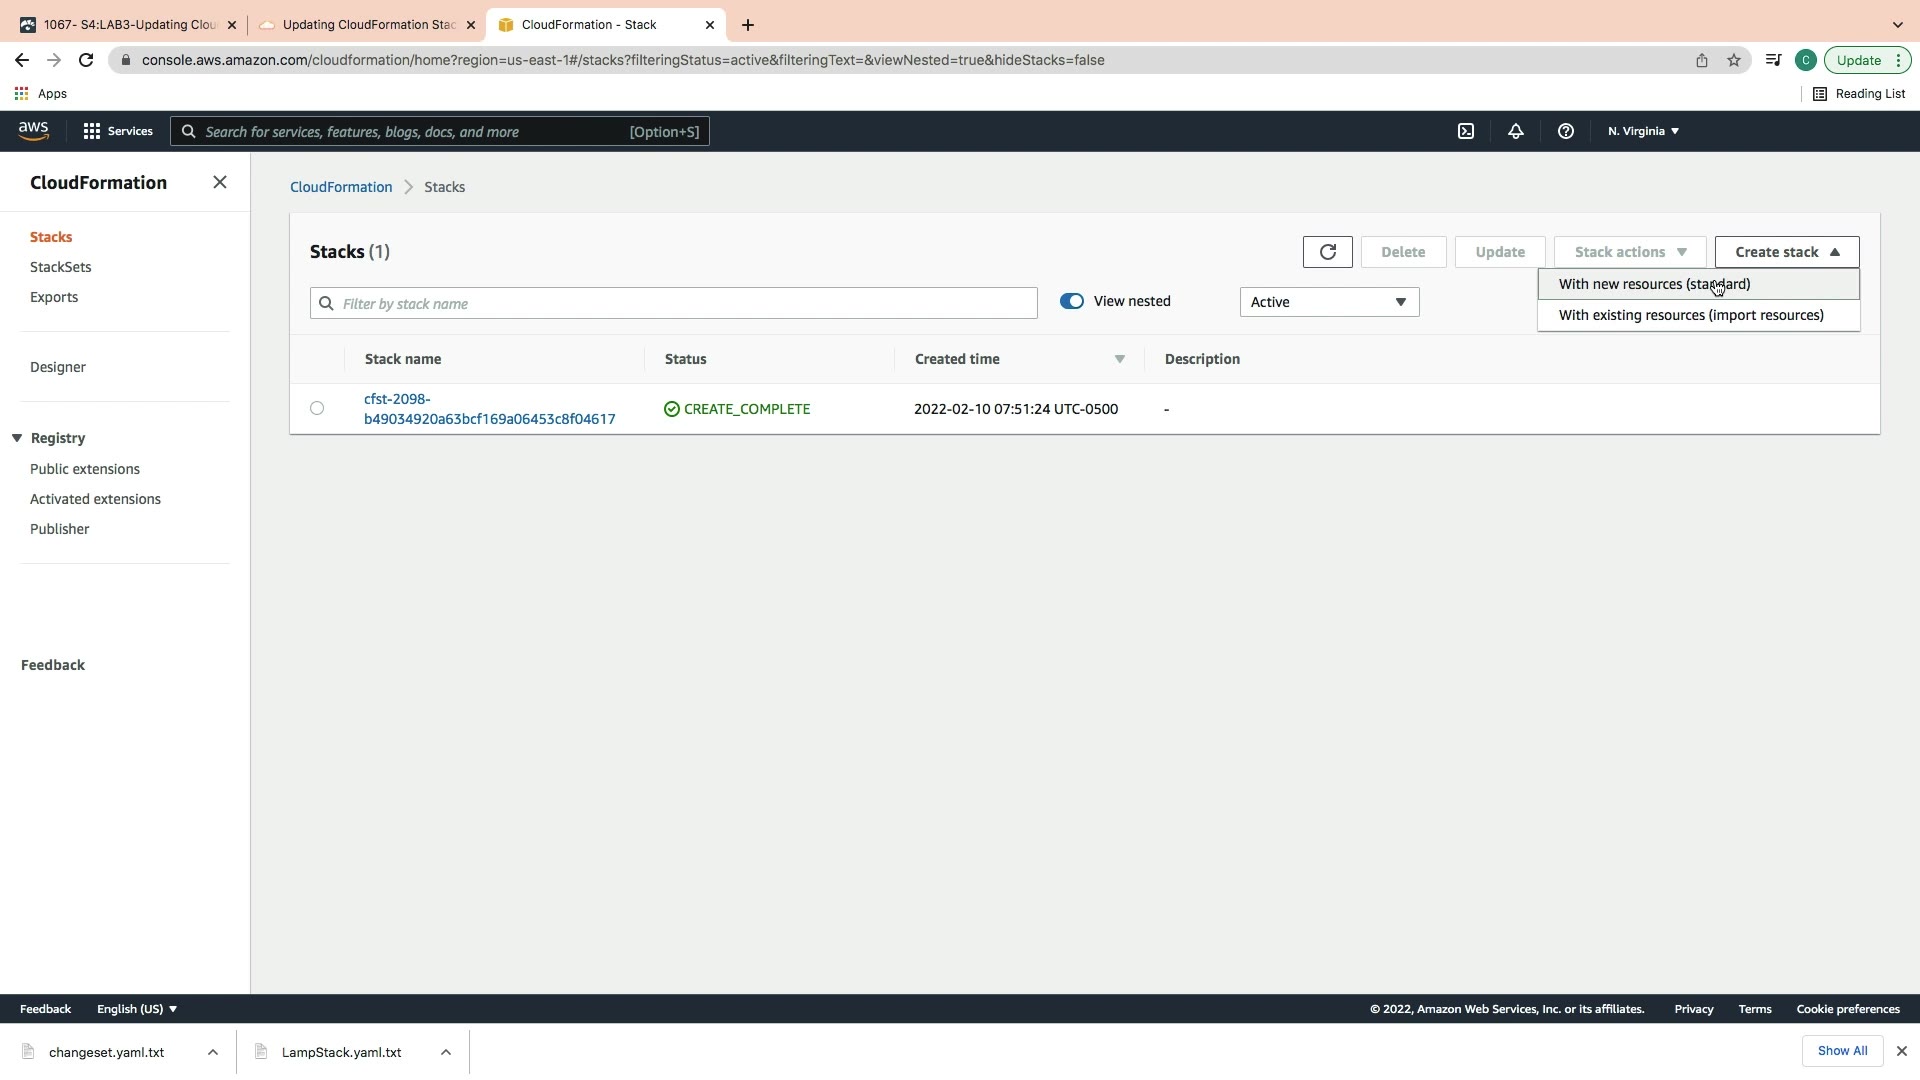 1067- S4:LAB3-Updating Clou
Updating CloudFormation Stac
CloudFormation - Stack
console.aws.amazon.com/cloudformation/home?region=us-east-1#/stacks?filteringStatus=active&filteringText=&viewNested=true&hideStacks=false
C
Update
Apps
Reading List
aws
Services
Search for services, features, blogs, docs, and more
[Option+S]
N. Virginia
CloudFormation
CloudFormation > Stacks
Stacks
StackSets
Exports
Designer
Registry
Public extensions
Activated extensions
Publisher
Feedback
Stacks (1)
Delete
Update
Stack actions
Create stack
With new resources (standard)
With existing resources (import resources)
Filter by stack name
View nested
Active
Stack name
Status
Created time
Description
cfst-2098-
b49034920a63bcf169a06453c8f04617
CREATE_COMPLETE
2022-02-10 07:51:24 UTC-0500
-
Feedback
English (US)
© 2022, Amazon Web Services, Inc. or its affiliates.
Privacy
Terms
Cookie preferences
changeset.yaml.txt
LampStack.yaml.txt
Show All